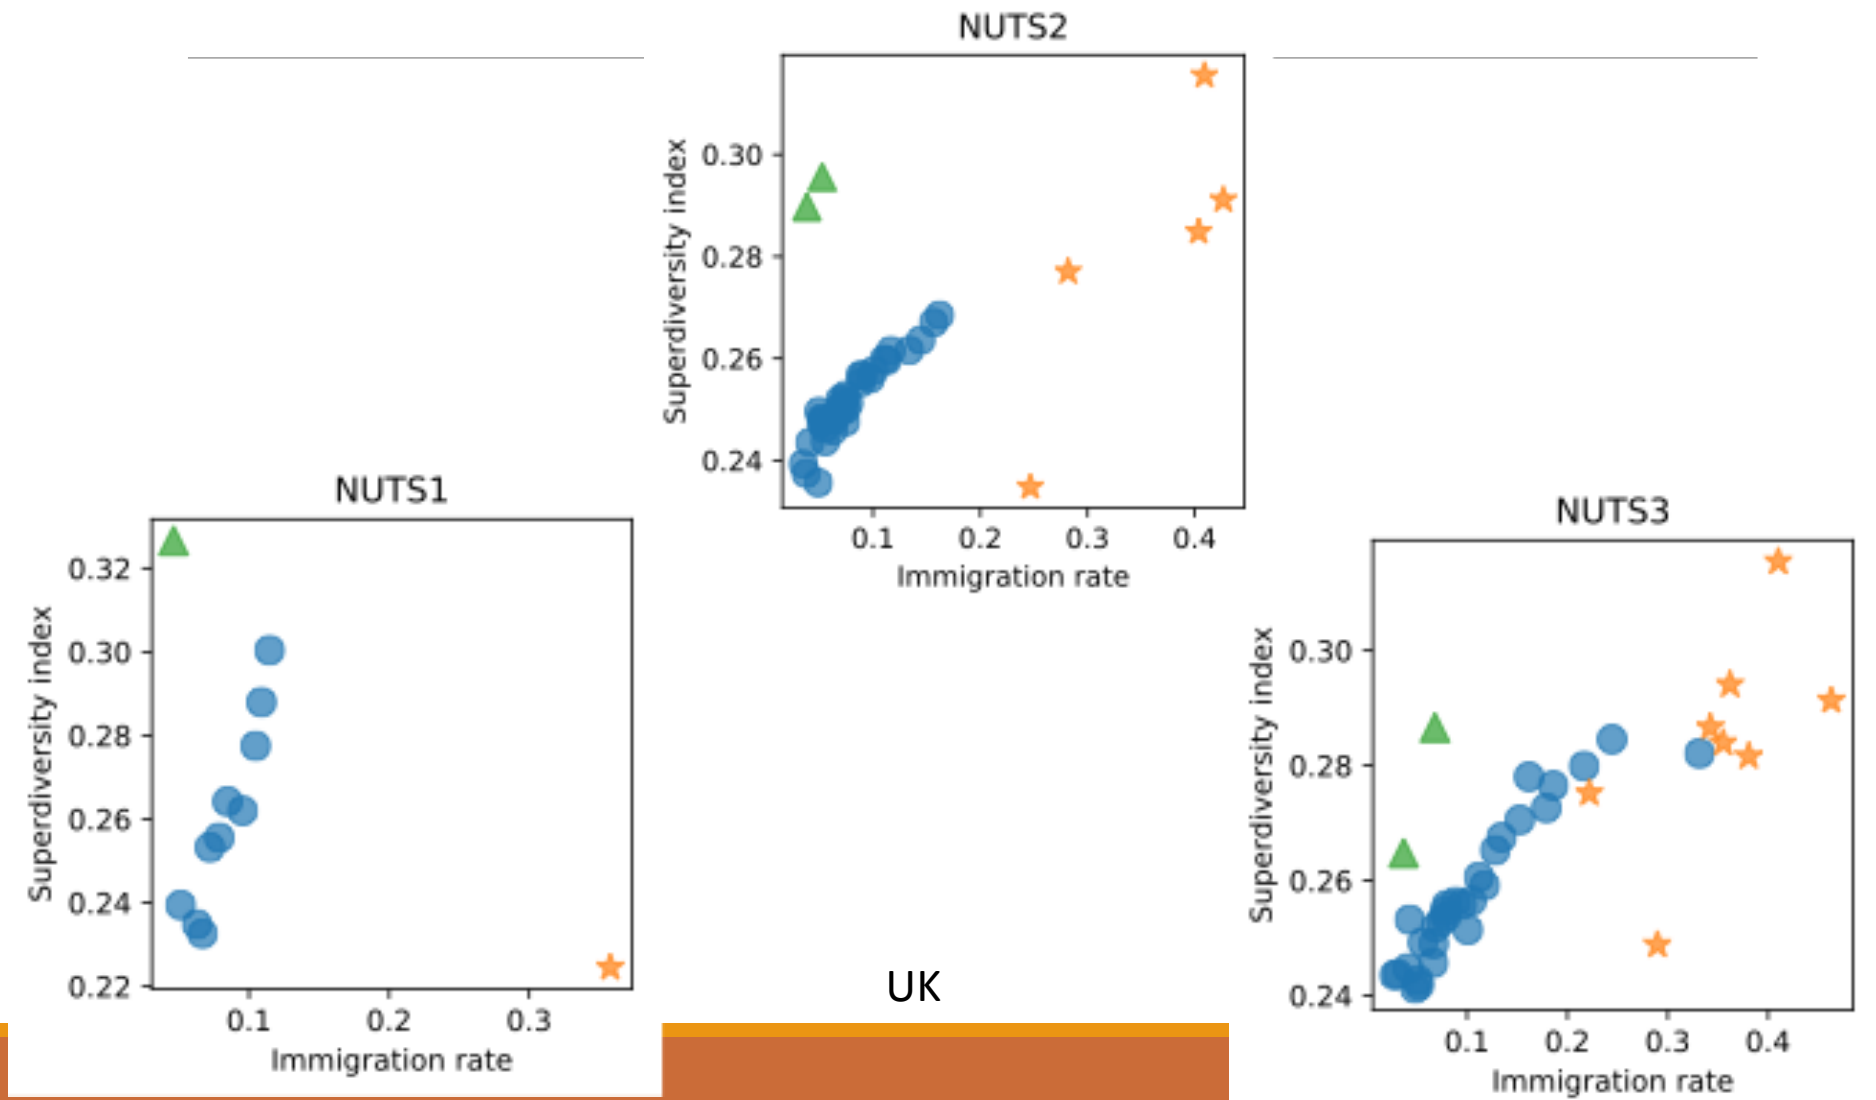 NUTS2
Superdiversity index
0.30
0.28
0.26
0.24
0.1 0.2 0.3 0.4
Immigration rate
NUTS1
Superdiversity index
0.32
0.30
0.28
0.26
0.24
0.22
0.1 0.2 0.3
Immigration rate
NUTS3
Superdiversity index
0.30
0.28
0.26
0.24
0.1 0.2 0.3 0.4
Immigration rate
UK